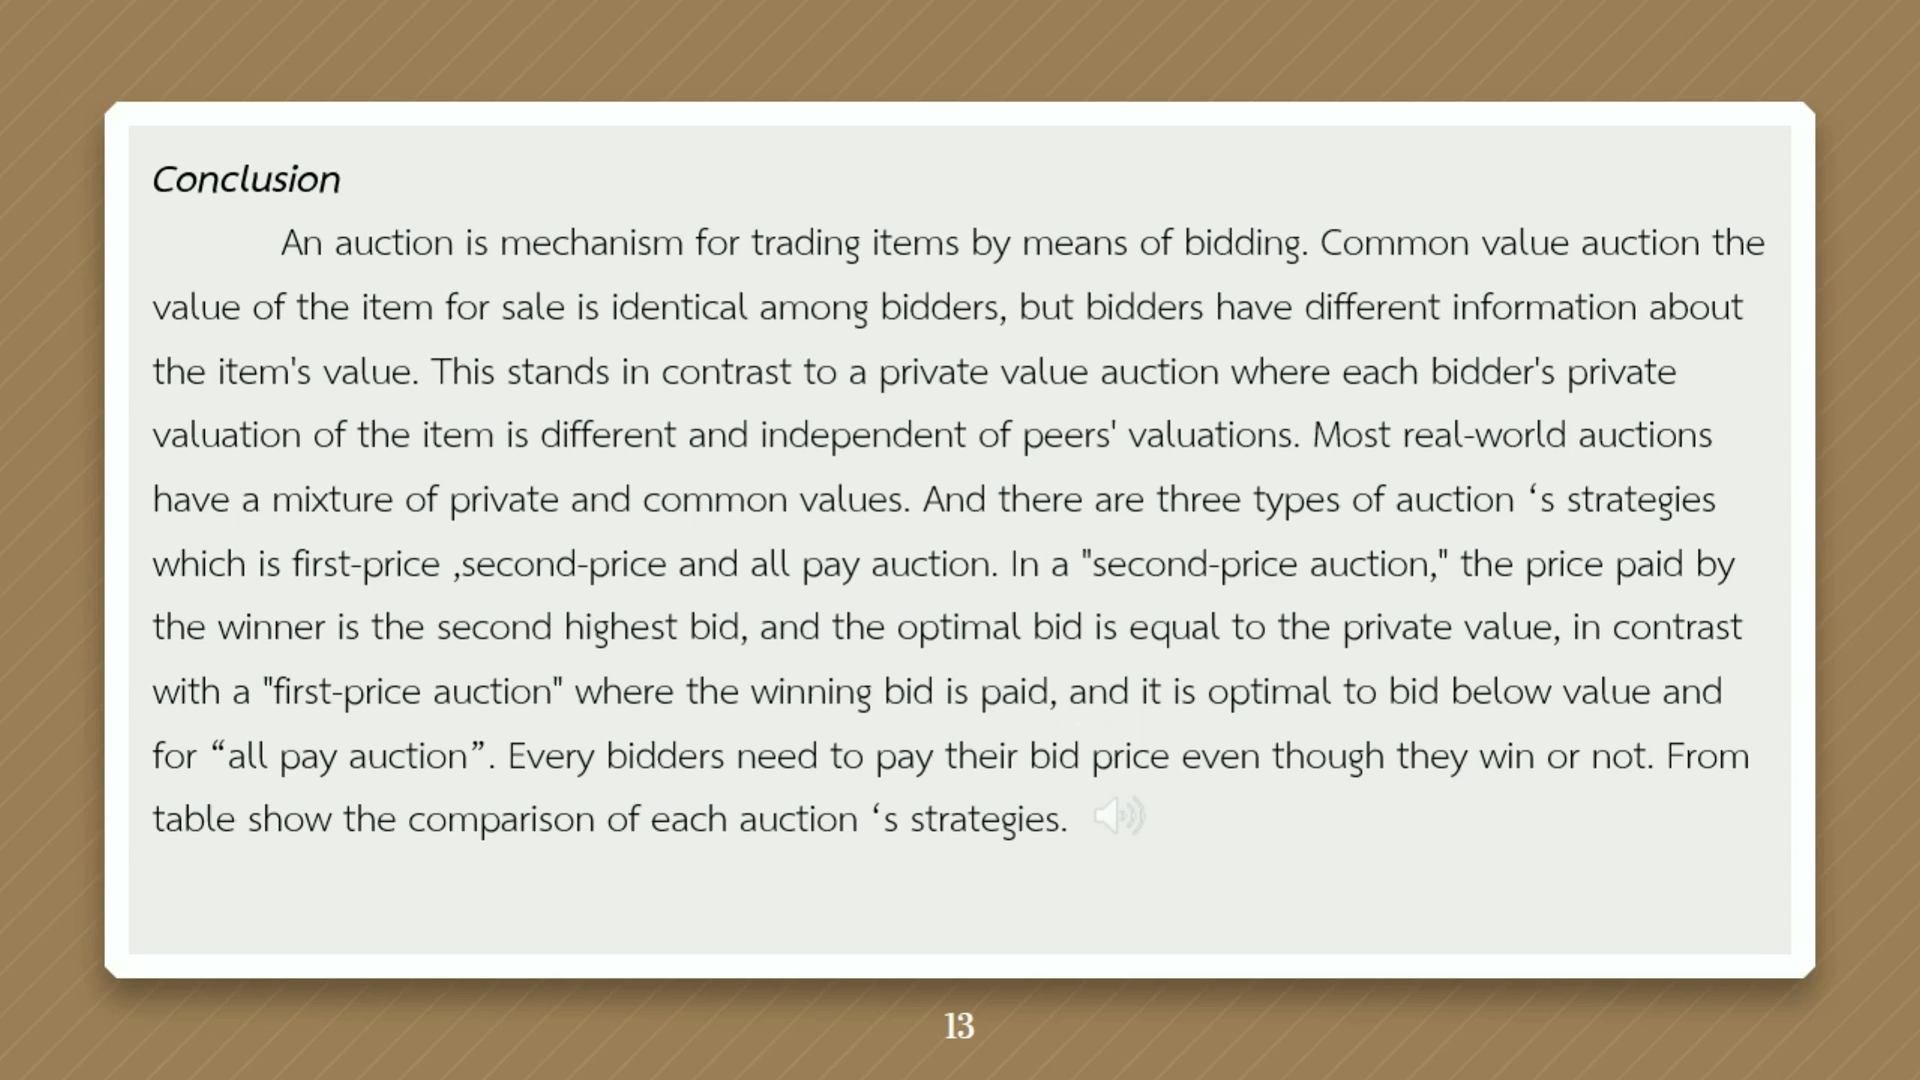 Conclusion
An auction is mechanism for trading items by means of bidding. Common value auction the
value of the item for sale is identical among bidders, but bidders have different information about
the item's value. This stands in contrast to a private value auction where each bidder's private
valuation of the item is different and independent of peers' valuations. Most real-world auctions
have a mixture of private and common values. And there are three types of auction ‘s strategies
which is first-price ,second-price and all pay auction. In a "second-price auction," the price paid by
the winner is the second highest bid, and the optimal bid is equal to the private value, in contrast
with a "first-price auction" where the winning bid is paid, and it is optimal to bid below value and
for “all pay auction”. Every bidders need to pay their bid price even though they win or not. From
table show the comparison of each auction ‘s strategies.
13